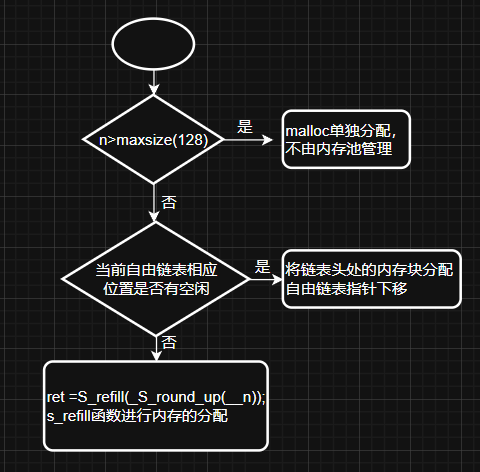 n>maxsize(128)
是
malloc单独分配，
不由内存池管理
否
当前自由链表相应
位置是否有空闲
是
将链表头处的内存块分配
自由链表指针下移
否
ret =S_refill(_S_round_up(__n));
s_refill函数进行内存的分配